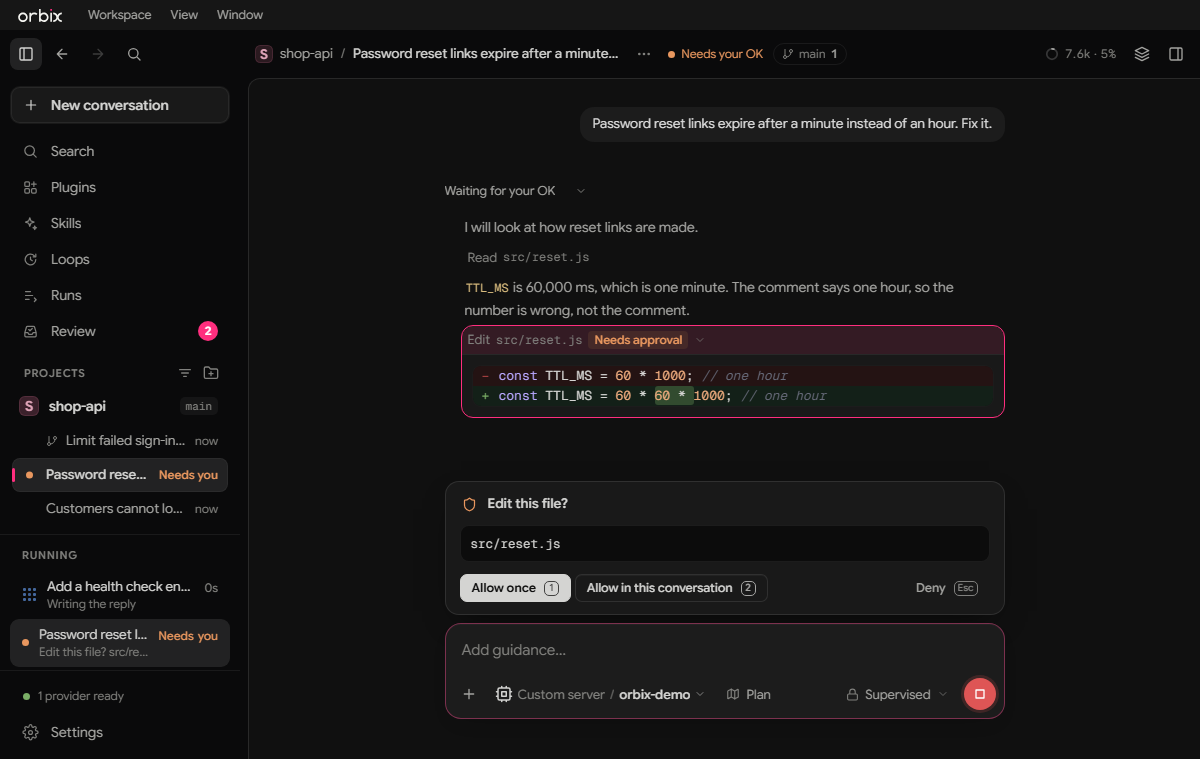 orbix Workspace View Window
S shop-api / Password reset links expire after a minute... ··· Needs your OK main 1 7.6k · 5%
New conversation
Search
Plugins
Skills
Loops
Runs
Review 2
PROJECTS
S shop-api main
Limit failed sign-in... now
Password rese... Needs you
Customers cannot lo... now
RUNNING
Add a health check en... 0s
Writing the reply
Password reset l... Needs you
Edit this file? src/re...
1 provider ready
Settings
Password reset links expire after a minute instead of an hour. Fix it.
Waiting for your OK
I will look at how reset links are made.
Read src/reset.js
TTL_MS is 60,000 ms, which is one minute. The comment says one hour, so the
number is wrong, not the comment.
Edit src/reset.js Needs approval
- const TTL_MS = 60 * 1000; // one hour
+ const TTL_MS = 60 * 60 * 1000; // one hour
Edit this file?
src/reset.js
Allow once 1 Allow in this conversation 2 Deny Esc
Add guidance...
Custom server / orbix-demo Plan Supervised